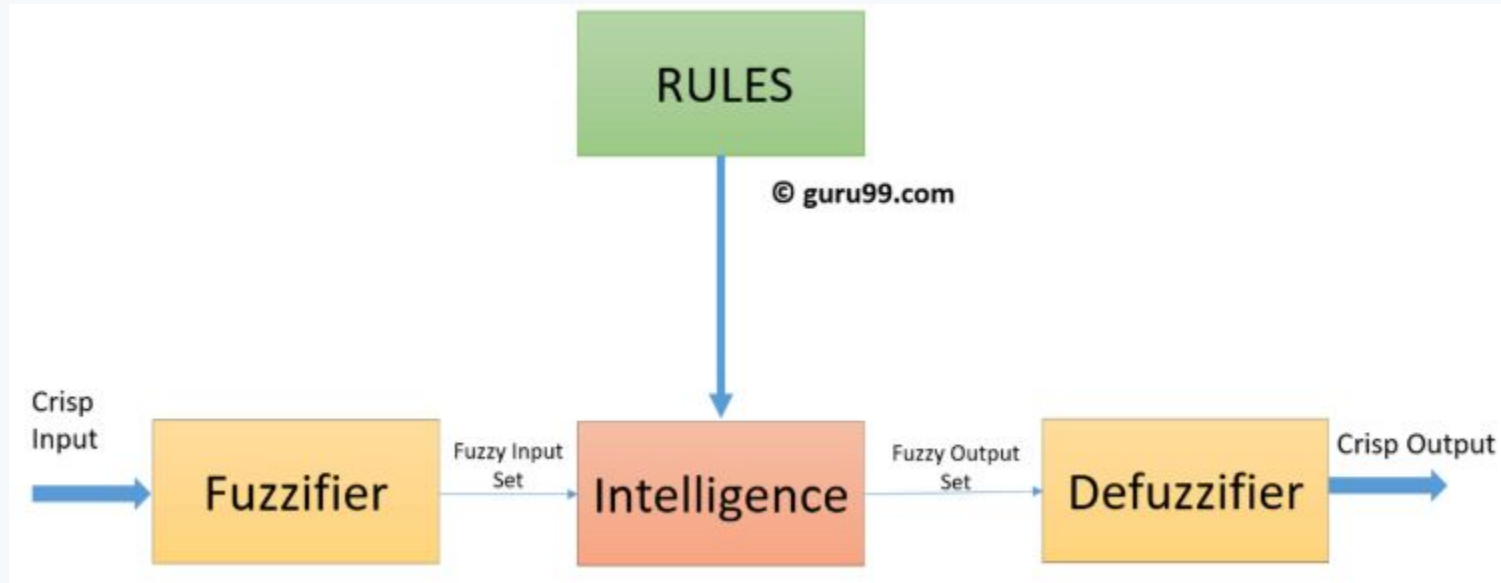 RULES
© guru99.com
Crisp
Input
Fuzzifier
Fuzzy Input
Set
Intelligence
Fuzzy Output
Set
Defuzzifier
Crisp Output